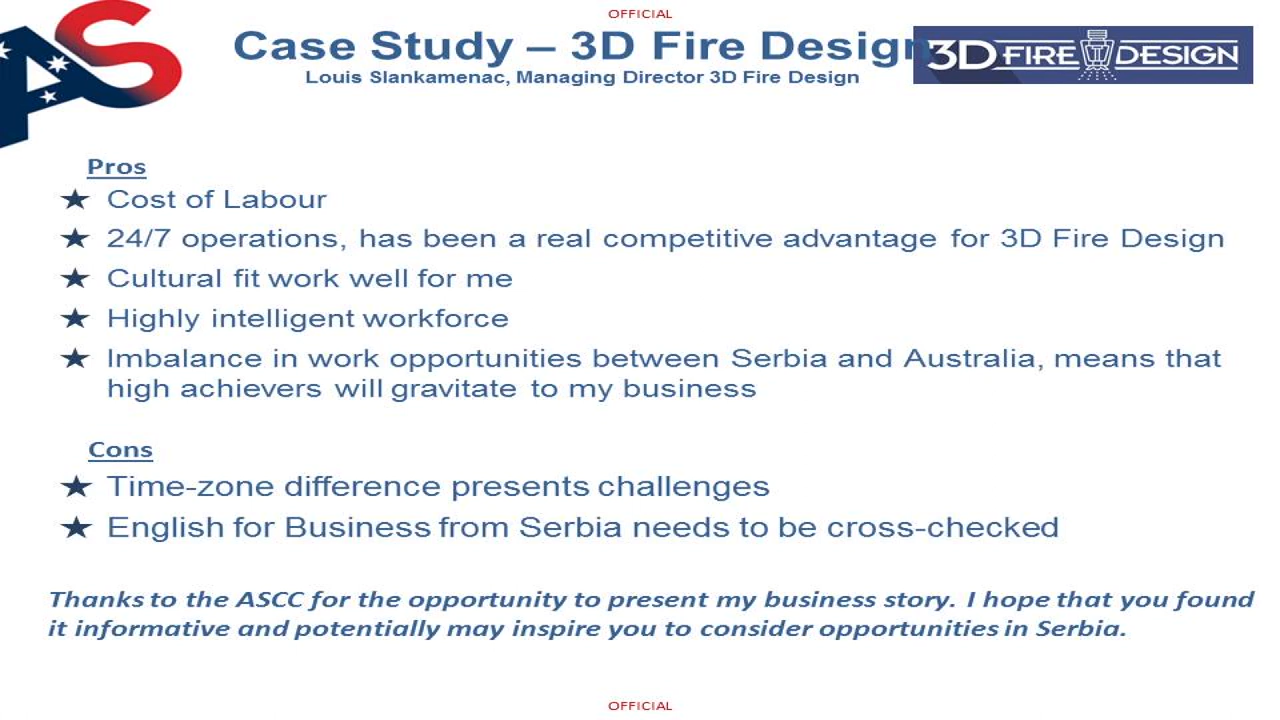 OFFICIAL
AS
Case Study – 3D Fire Design
3D FIRE DESIGN
Louis Slankamenac, Managing Director 3D Fire Design
Pros
Cost of Labour
24/7 operations, has been a real competitive advantage for 3D Fire Design
Cultural fit work well for me
Highly intelligent workforce
Imbalance in work opportunities between Serbia and Australia, means that
high achievers will gravitate to my business
Cons
Time-zone difference presents challenges
English for Business from Serbia needs to be cross-checked
Thanks to the ASCC for the opportunity to present my business story. I hope that you found
it informative and potentially may inspire you to consider opportunities in Serbia.
OFFICIAL